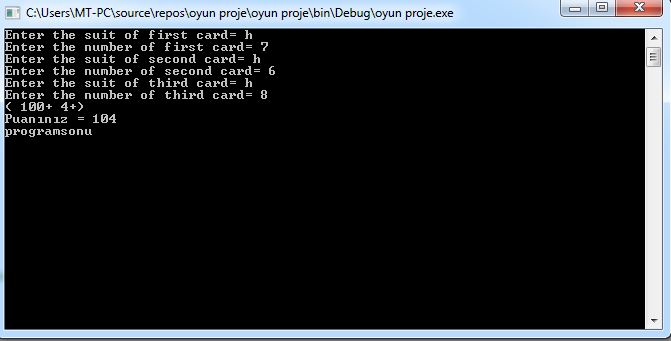 C:\Users\MT-PC\source\repos\oyun proje\oyun proje\bin\Debug\oyun proje.exe
Enter the suit of first card= h
Enter the number of first card= 7
Enter the suit of second card= h
Enter the number of second card= 6
Enter the suit of third card= h
Enter the number of third card= 8
( 100+ 4+)
Puanınız = 104
programsonu